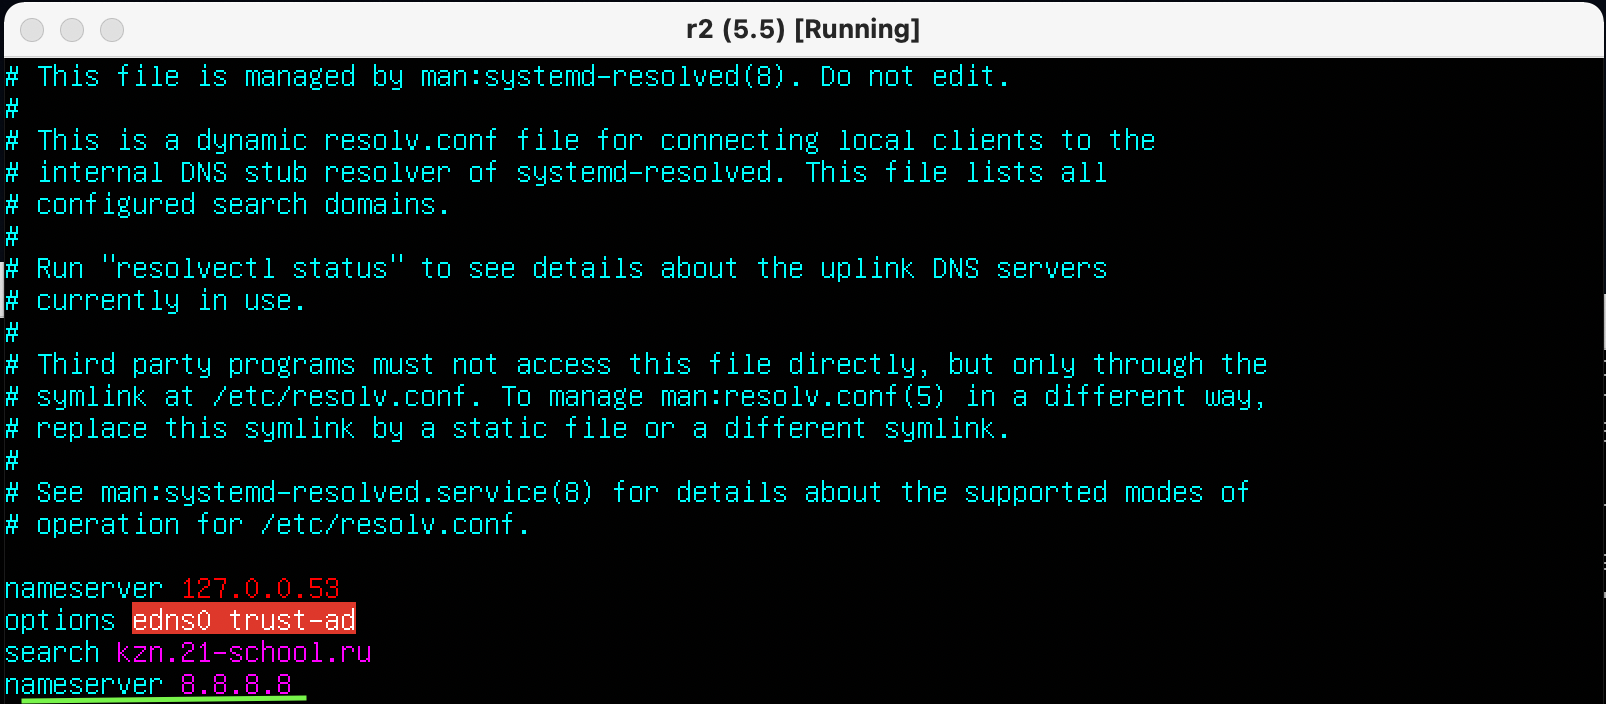 r2 (5.5) [Running]
# This file is managed by man:systemd-resolved(8). Do not edit.
#
# This is a dynamic resolv.conf file for connecting local clients to the
# internal DNS stub resolver of systemd-resolved. This file lists all
# configured search domains.
#
# Run "resolvectl status" to see details about the uplink DNS servers
# currently in use.
#
# Third party programs must not access this file directly, but only through the
# symlink at /etc/resolv.conf. To manage man:resolv.conf(5) in a different way,
# replace this symlink by a static file or a different symlink.
#
# See man:systemd-resolved.service(8) for details about the supported modes of
# operation for /etc/resolv.conf.
nameserver 127.0.0.53
options edns0 trust-ad
search kzn.21-school.ru
nameserver 8.8.8.8